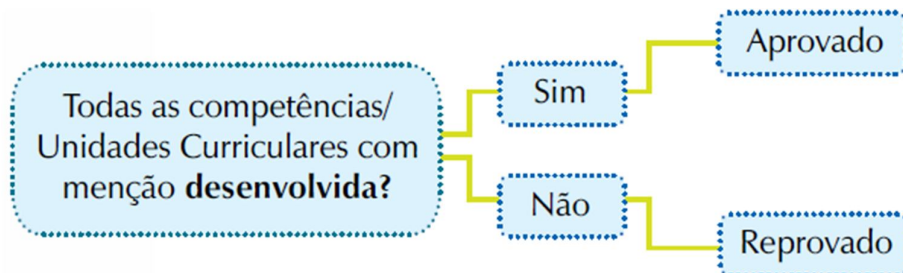 Todas as competências/
Unidades Curriculares com
menção desenvolvida?
Sim
Aprovado
Não
Reprovado